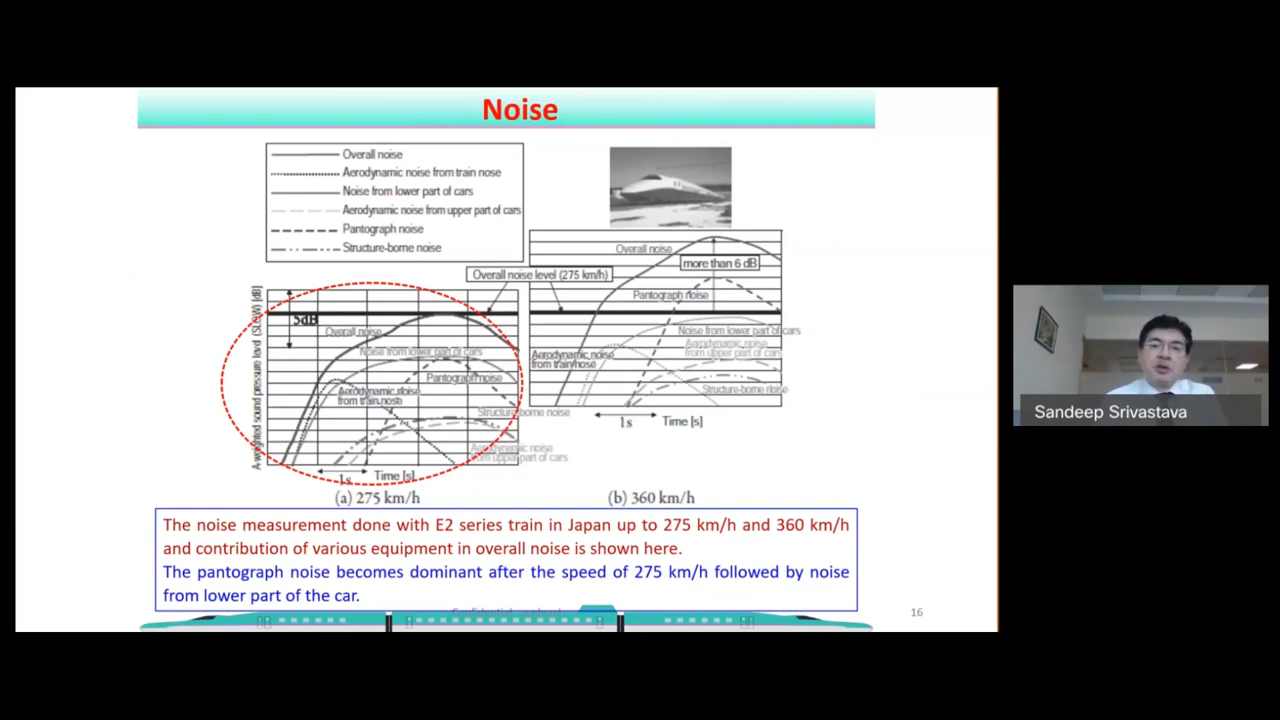 Noise
Overall noise
Aerodynamic noise from train nose
Noise from lower part of cars
Aerodynamic noise from upper part of cars
Pantograph noise
Structure-borne noise
Overall noise level (275 km/h)
A-weighted sound pressure level (SLOW) [dB]
5dB
Overall noise
Noise from lower part of cars
Pantograph noise
Aerodynamic noise
from train nose
Structure-borne noise
Aerodynamic noise
from upper part of cars
1s
Time [s]
(a) 275 km/h
Overall noise
more than 6 dB
Pantograph noise
Noise from lower part of cars
Aerodynamic noise
from upper part of cars
Aerodynamic noise
from train nose
Structure-borne noise
1s
Time [s]
(b) 360 km/h
The noise measurement done with E2 series train in Japan up to 275 km/h and 360 km/h
and contribution of various equipment in overall noise is shown here.
The pantograph noise becomes dominant after the speed of 275 km/h followed by noise
from lower part of the car.
16
Sandeep Srivastava